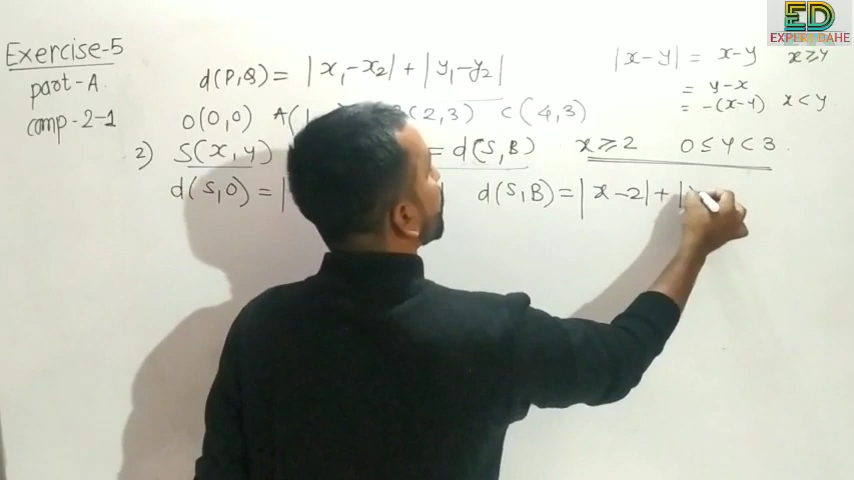 ED
EXPERT DAHE
Exercise-5
part-A
comp-2-1
d(P,Q) = |x₁-x₂| + |y₁-y₂|
|x-y| = x-y x≥y
= y-x
= -(x-y) x<y
O(0,0) A(1 (2,3) C(4,3)
2) S(x,y) = d(S,B) x≥2 0≤y<3.
d(S,O) = | | d(S,B) = |x-2| + |